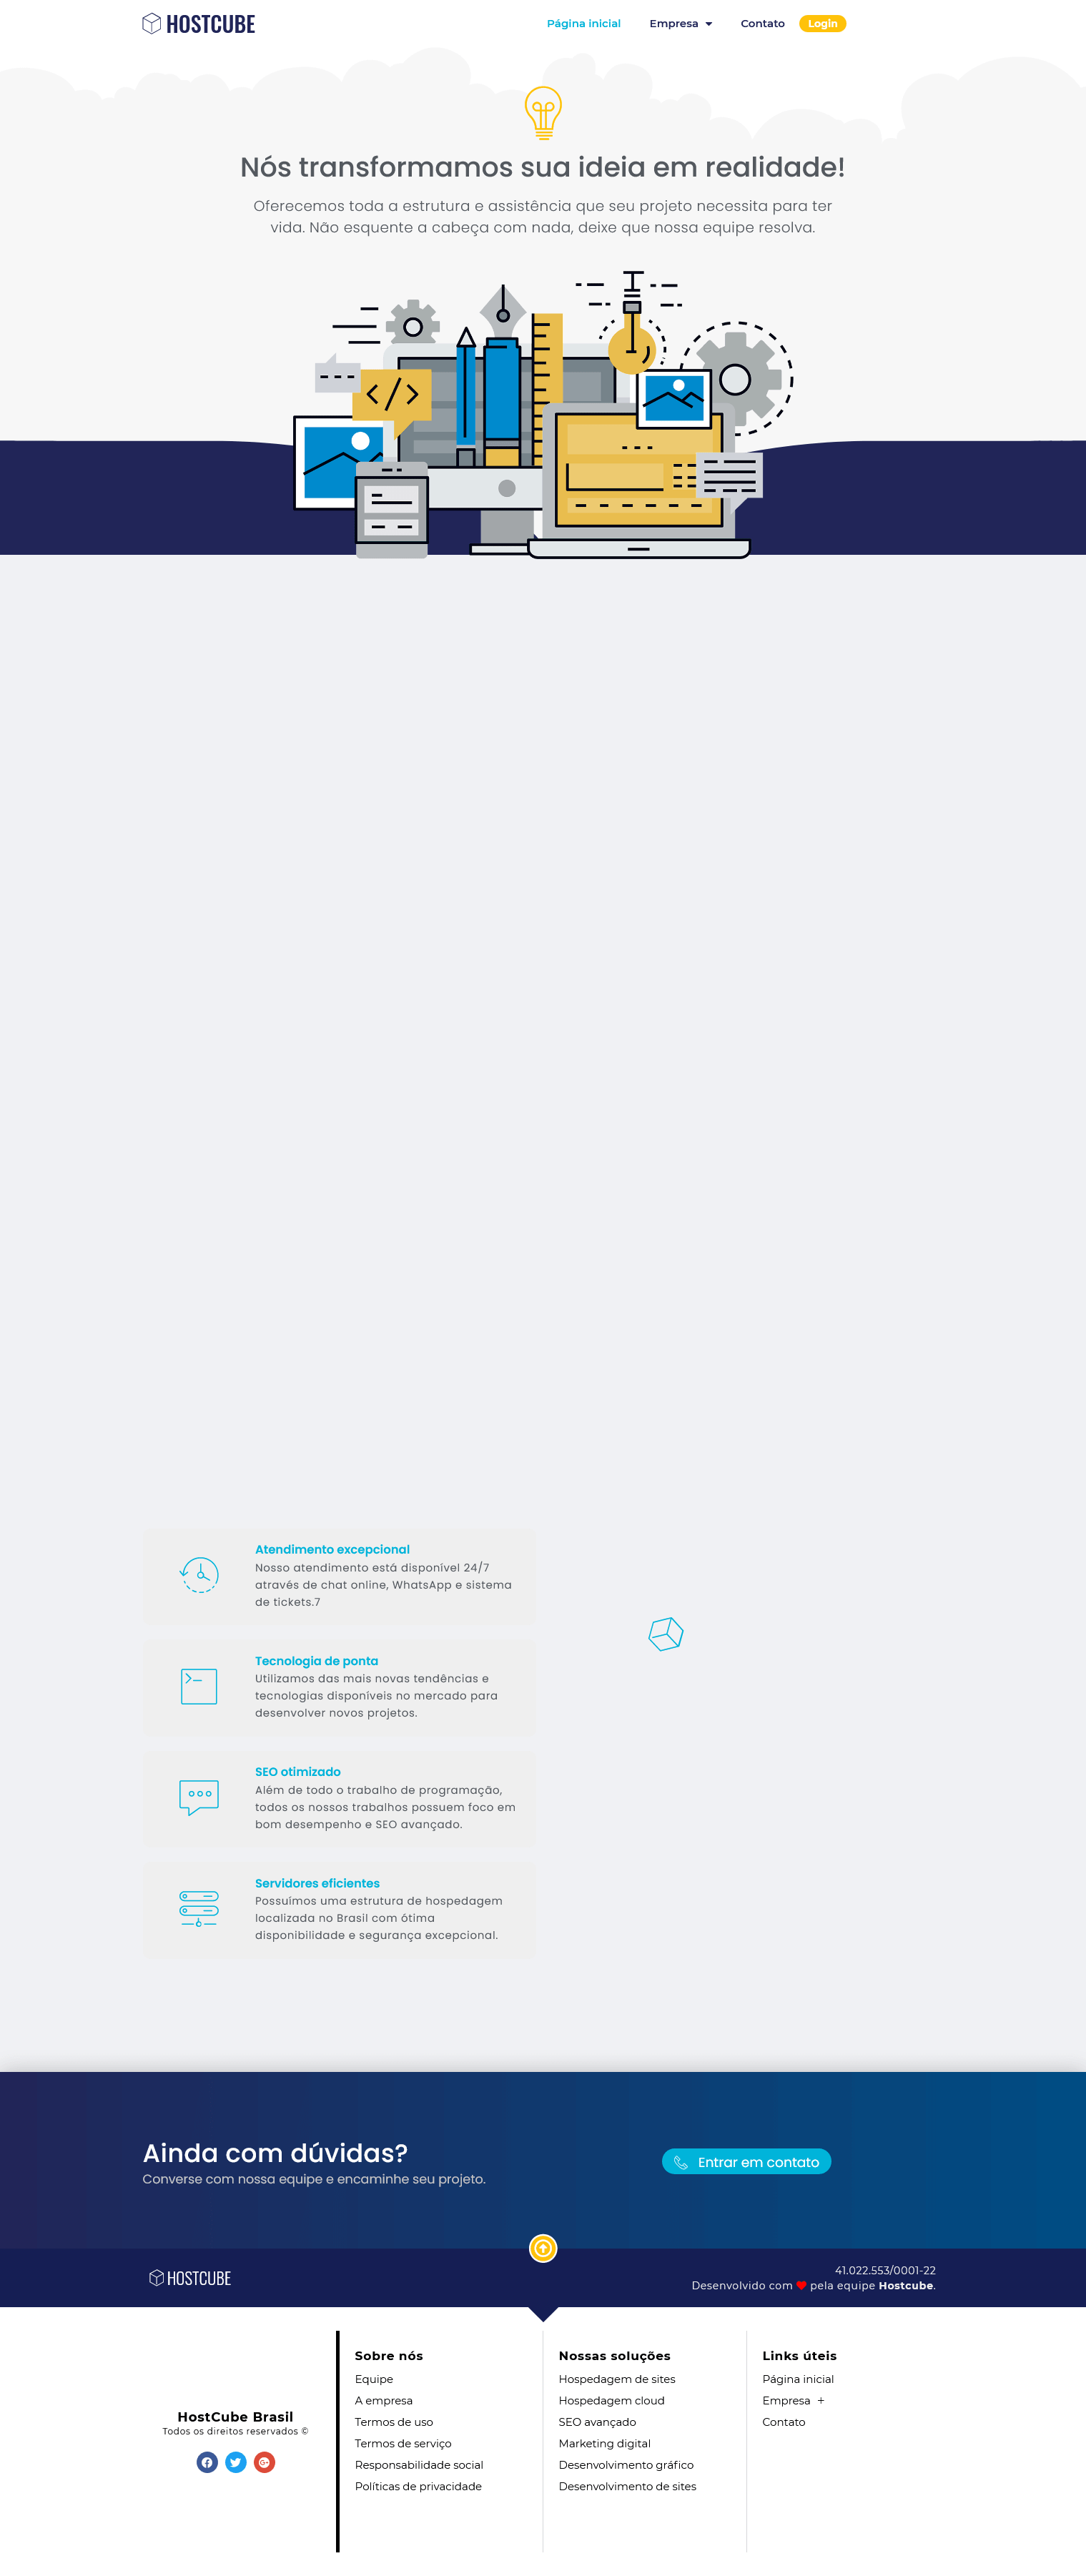 HOSTCUBE
Página inicial
Empresa
Contato
Login
Nós transformamos sua ideia em realidade!
Oferecemos toda a estrutura e assistência que seu projeto necessita para ter
vida. Não esquente a cabeça com nada, deixe que nossa equipe resolva.
Atendimento excepcional
Nosso atendimento está disponível 24/7
através de chat online, WhatsApp e sistema
de tickets.7
Tecnologia de ponta
Utilizamos das mais novas tendências e
tecnologias disponíveis no mercado para
desenvolver novos projetos.
SEO otimizado
Além de todo o trabalho de programação,
todos os nossos trabalhos possuem foco em
bom desempenho e SEO avançado.
Servidores eficientes
Possuímos uma estrutura de hospedagem
localizada no Brasil com ótima
disponibilidade e segurança excepcional.
Ainda com dúvidas?
Converse com nossa equipe e encaminhe seu projeto.
Entrar em contato
HOSTCUBE
41.022.553/0001-22
Desenvolvido com ❤ pela equipe Hostcube.
HostCube Brasil
Todos os direitos reservados ©
Sobre nós
Equipe
A empresa
Termos de uso
Termos de serviço
Responsabilidade social
Políticas de privacidade
Nossas soluções
Hospedagem de sites
Hospedagem cloud
SEO avançado
Marketing digital
Desenvolvimento gráfico
Desenvolvimento de sites
Links úteis
Página inicial
Empresa +
Contato